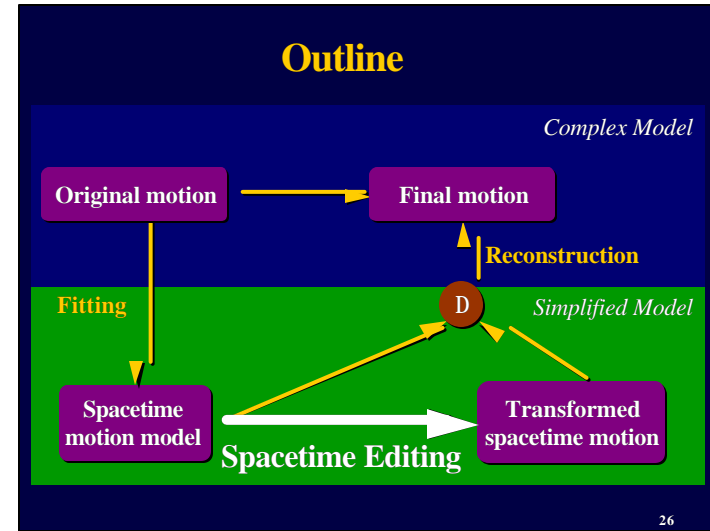 Outline
Complex Model
Original motion
Final motion
Reconstruction
Fitting
D
Simplified Model
Spacetime
motion model
Transformed
spacetime motion
Spacetime Editing
26